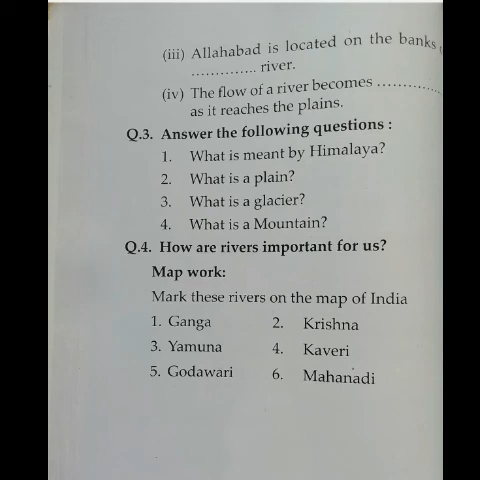 (iii) Allahabad is located on the banks
.............. river.
(iv) The flow of a river becomes ..............
as it reaches the plains.
Q.3. Answer the following questions :
1. What is meant by Himalaya?
2. What is a plain?
3. What is a glacier?
4. What is a Mountain?
Q.4. How are rivers important for us?
Map work:
Mark these rivers on the map of India
1. Ganga 2. Krishna
3. Yamuna 4. Kaveri
5. Godawari 6. Mahanadi